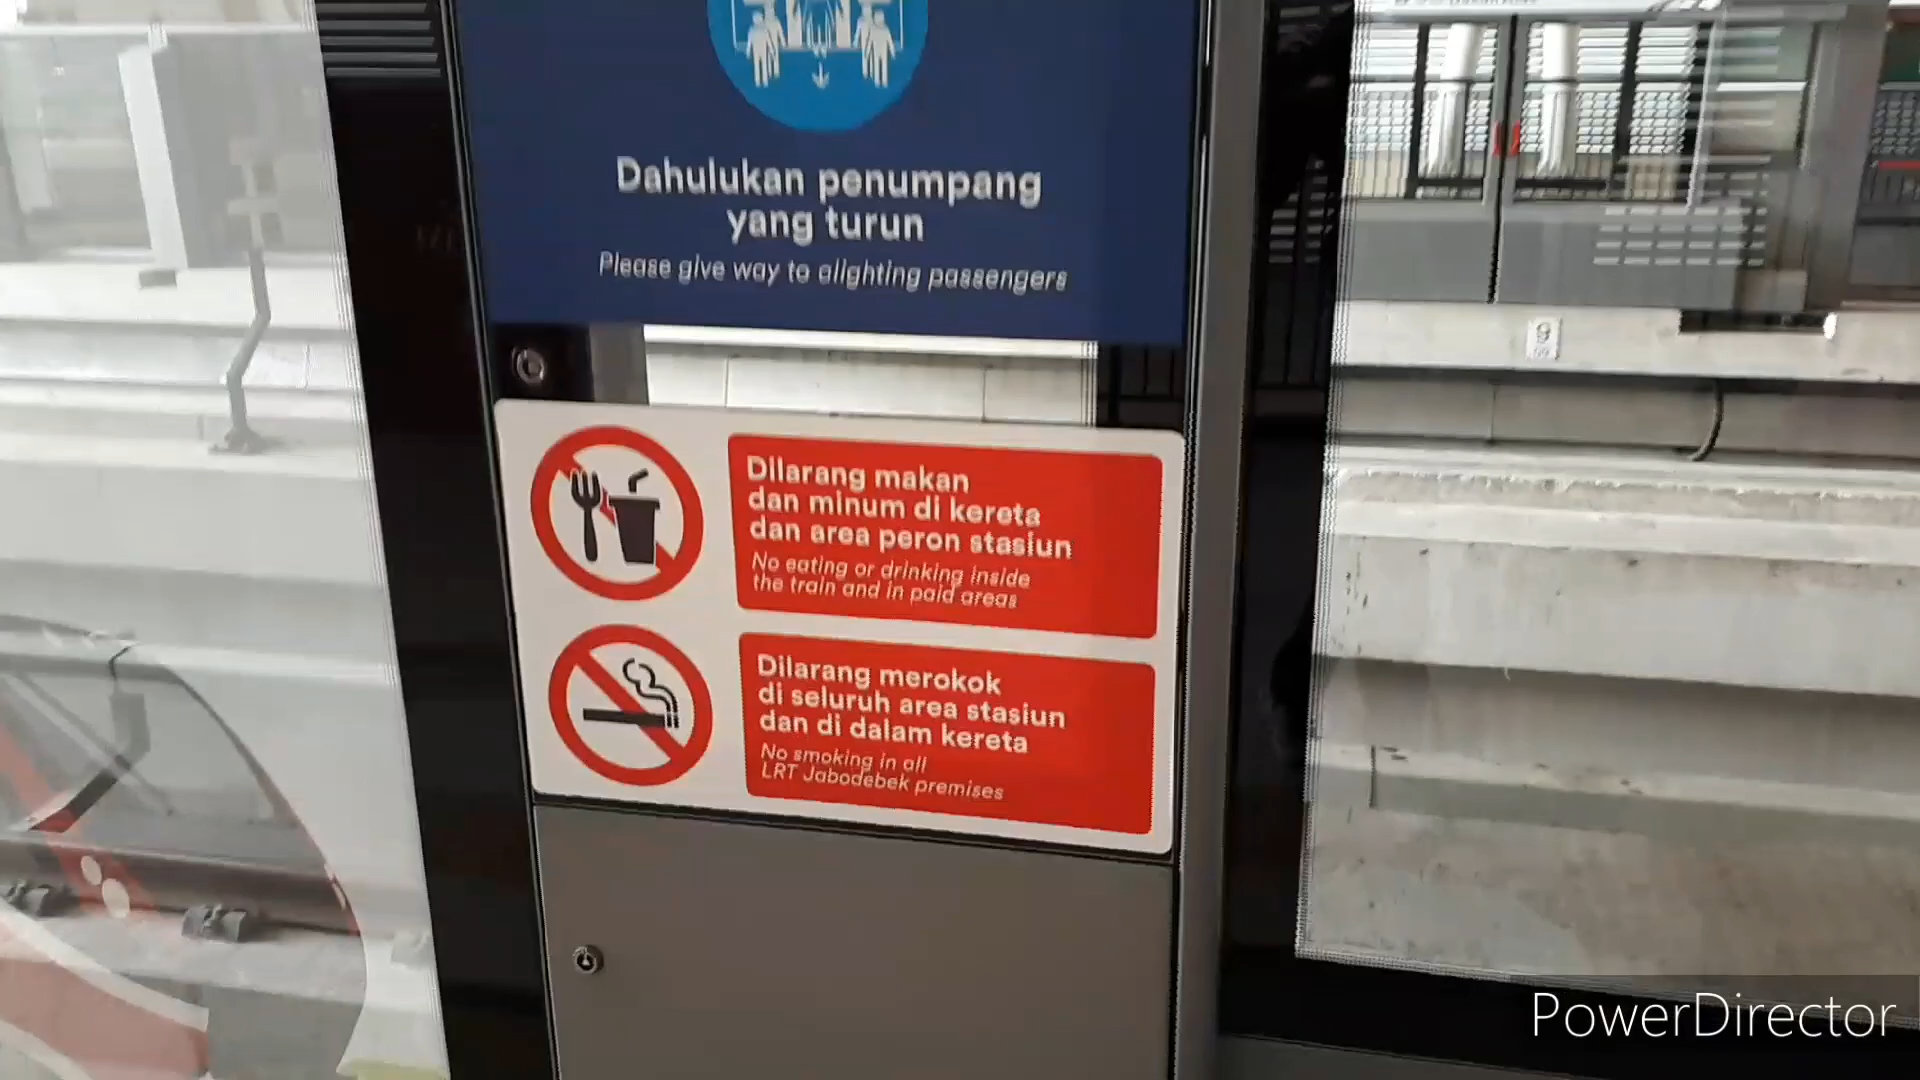 Dahulukan penumpang
yang turun
Please give way to alighting passengers
Dilarang makan
dan minum di kereta
dan area peron stasiun
No eating or drinking inside
the train and in paid areas
Dilarang merokok
di seluruh area stasiun
dan di dalam kereta
No smoking in all
LRT Jabodebek premises
PowerDirector